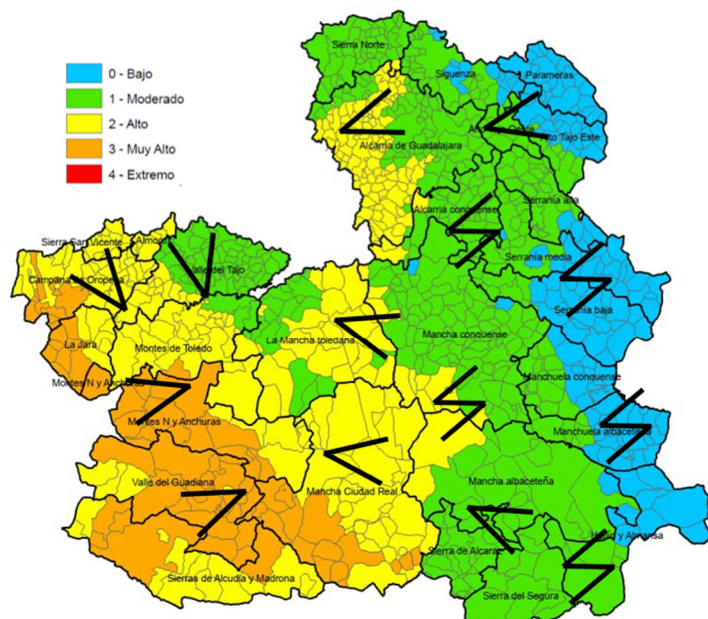 0 - Bajo
1 - Moderado
2 - Alto
3 - Muy Alto
4 - Extremo
Sierra Norte
Siguenza
Parameras
Alto Tajo Este
Alcarria de Guadalajara
Alcarria conquense
Serranía alta
Serranía media
Serranía baja
Sierra San Vicente
Almorox
Valle del Tajo
Campana de Oropesa
La Jara
Montes de Toledo
La Mancha toledana
Mancha conquense
Manchuela conquense
Montes N y Anchuras
Montes N y Anchuras
Manchuela albaceteña
Valle del Guadiana
Mancha Ciudad Real
Mancha albaceteña
Hellín y Almansa
Sierra de Alcaraz
Sierras de Alcudia y Madrona
Sierra del Segura